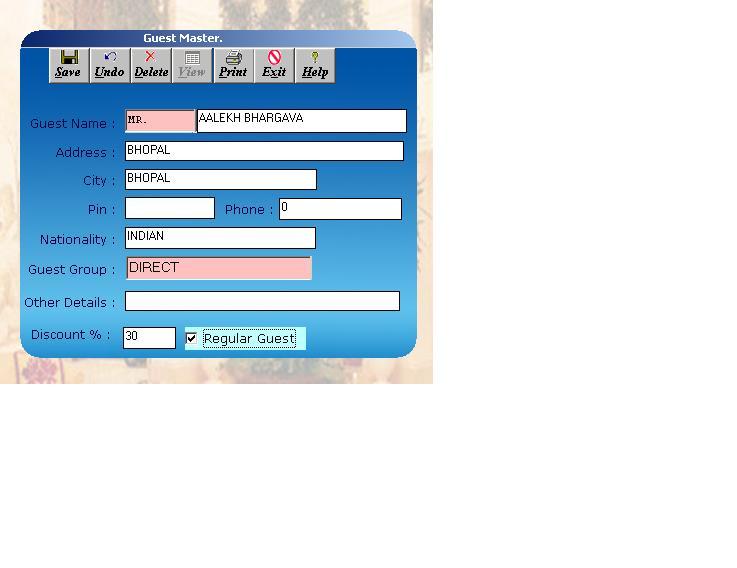 Guest Master.
Save Undo Delete View Print Exit Help
Guest Name : MR. AALEKH BHARGAVA
Address : BHOPAL
City : BHOPAL
Pin : Phone : 0
Nationality : INDIAN
Guest Group : DIRECT
Other Details :
Discount % : 30 Regular Guest